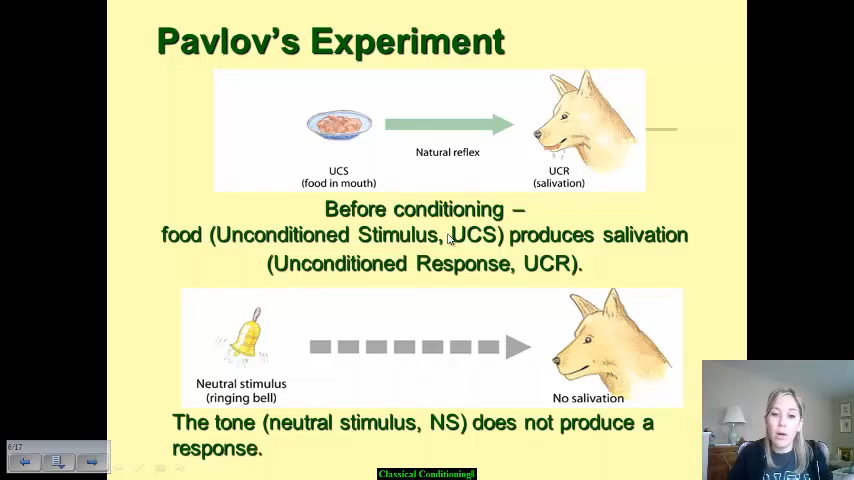 Pavlov's Experiment
Natural reflex
UCS
(food in mouth)
UCR
(salivation)
Before conditioning –
food (Unconditioned Stimulus, UCS) produces salivation
(Unconditioned Response, UCR).
Neutral stimulus
(ringing bell)
No salivation
The tone (neutral stimulus, NS) does not produce a
response.
6/17
Classical Conditioning